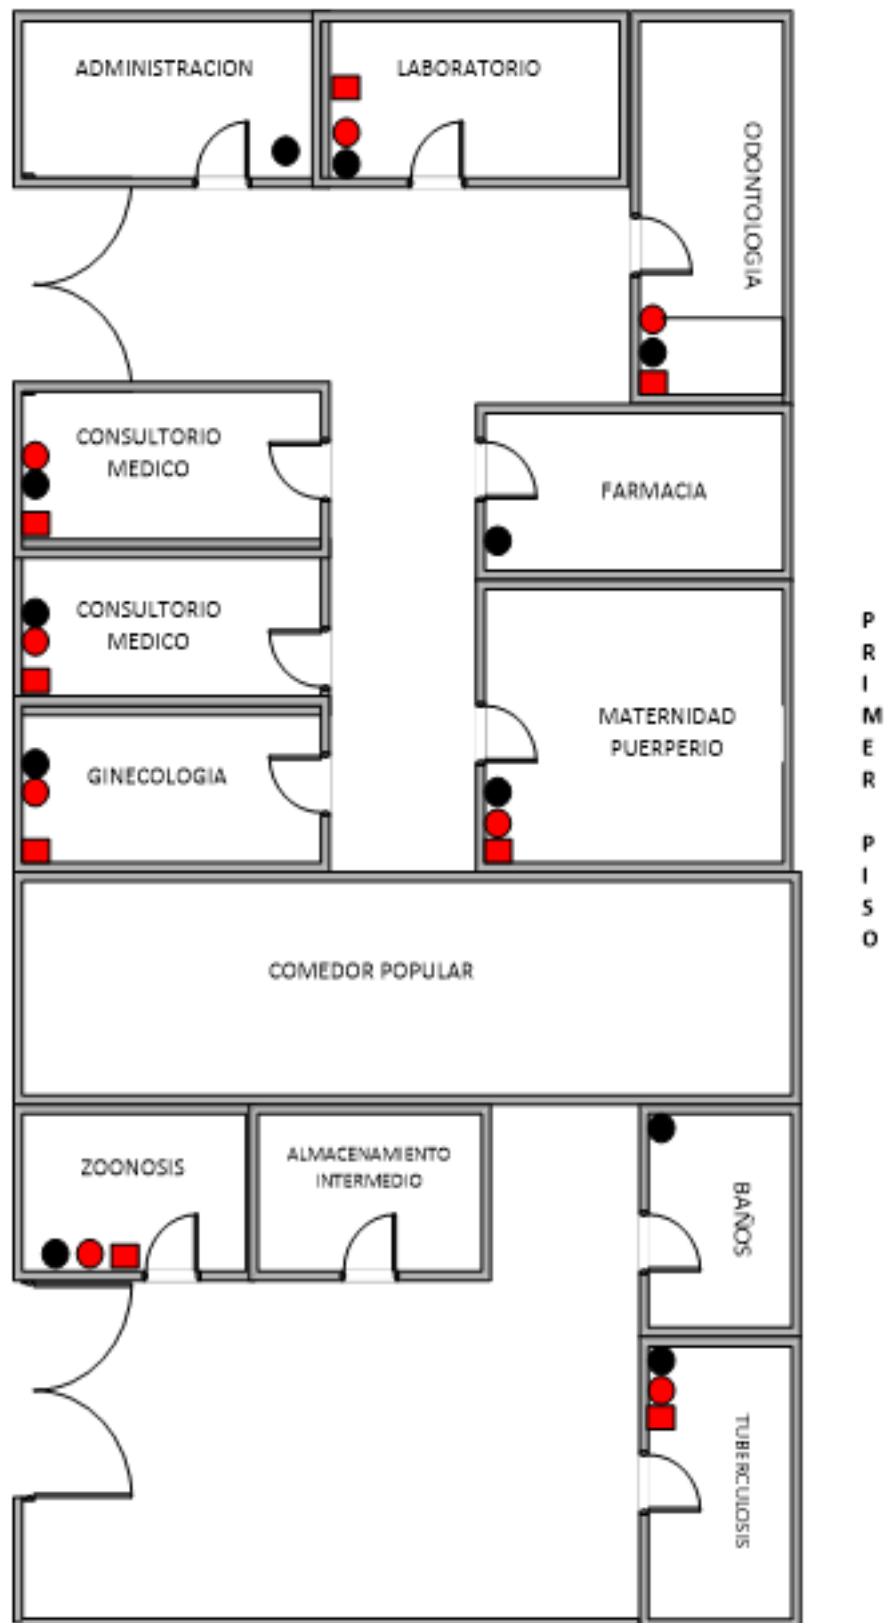 ADMINISTRACION
LABORATORIO
ODONTOLOGIA
CONSULTORIO
MEDICO
FARMACIA
CONSULTORIO
MEDICO
MATERNIDAD
PUERPERIO
GINECOLOGIA
PRIMER PISO
COMEDOR POPULAR
ZOONOSIS
ALMACENAMIENTO
INTERMEDIO
BAÑOS
TUBERCULOSIS